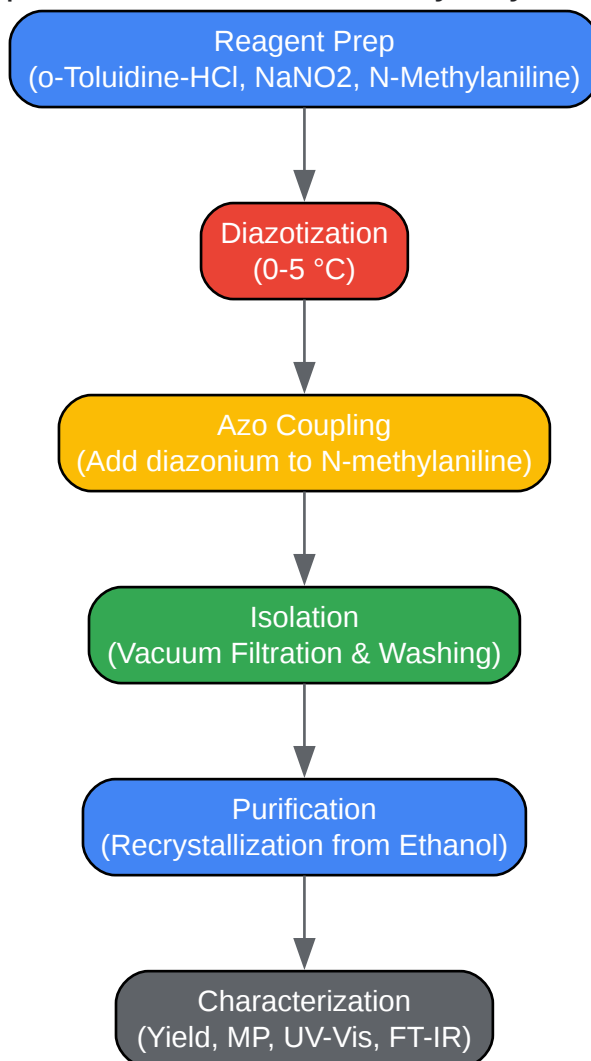 Reagent Prep
(o-Toluidine-HCl, NaNO2, N-Methylaniline)
Diazotization
(0-5 °C)
Azo Coupling
(Add diazonium to N-methylaniline)
Isolation
(Vacuum Filtration & Washing)
Purification
(Recrystallization from Ethanol)
Characterization
(Yield, MP, UV-Vis, FT-IR)